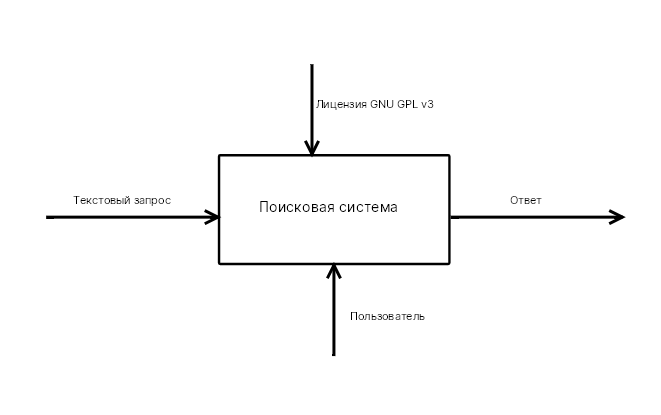 Лицензия GNU GPL v3
Текстовый запрос
Поисковая система
Ответ
Пользователь